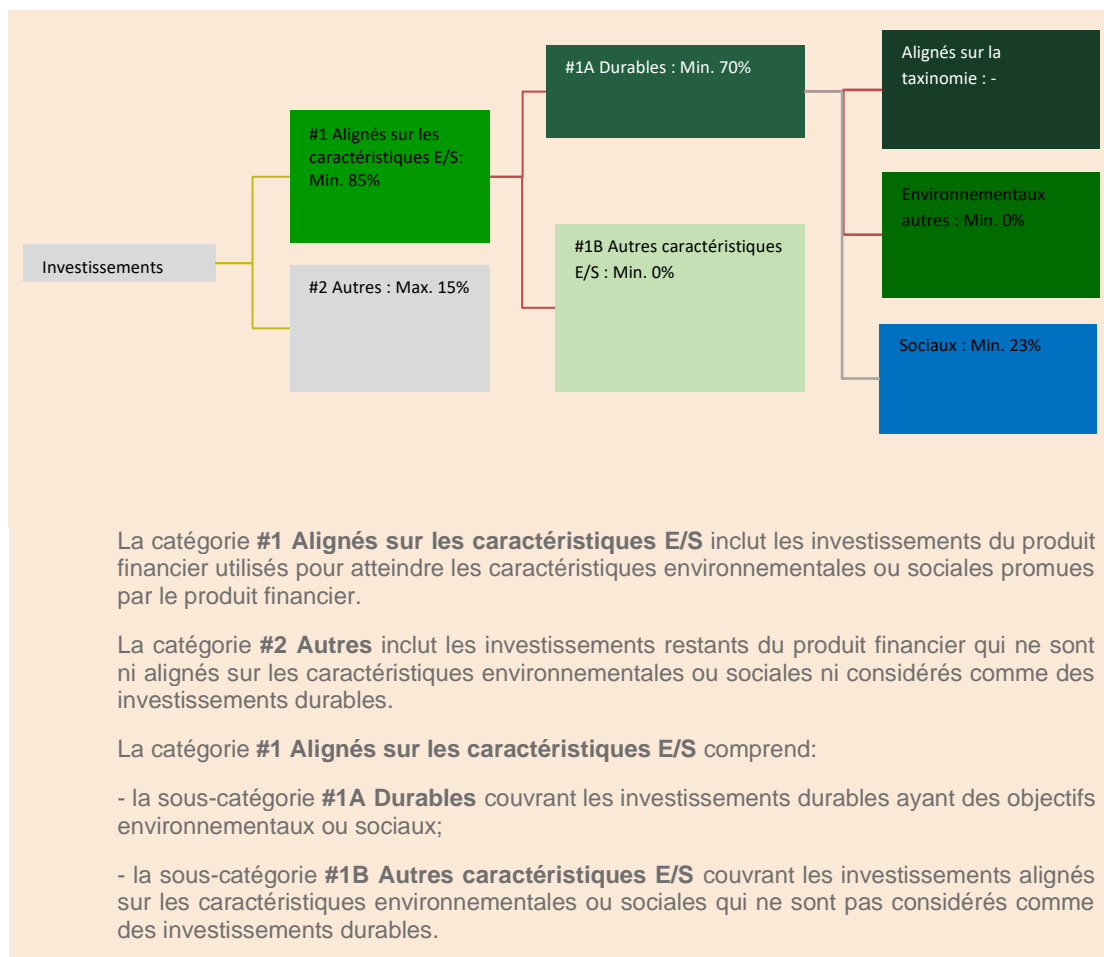 Investissements
#1 Alignés sur les
caractéristiques E/S:
Min. 85%
#2 Autres : Max. 15%
#1A Durables : Min. 70%
#1B Autres caractéristiques
E/S : Min. 0%
Alignés sur la
taxinomie : -
Environnementaux
autres : Min. 0%
Sociaux : Min. 23%
La catégorie #1 Alignés sur les caractéristiques E/S inclut les investissements du produit
financier utilisés pour atteindre les caractéristiques environnementales ou sociales promues
par le produit financier.
La catégorie #2 Autres inclut les investissements restants du produit financier qui ne sont
ni alignés sur les caractéristiques environnementales ou sociales ni considérés comme des
investissements durables.
La catégorie #1 Alignés sur les caractéristiques E/S comprend:
- la sous-catégorie #1A Durables couvrant les investissements durables ayant des objectifs
environnementaux ou sociaux;
- la sous-catégorie #1B Autres caractéristiques E/S couvrant les investissements alignés
sur les caractéristiques environnementales ou sociales qui ne sont pas considérés comme
des investissements durables.